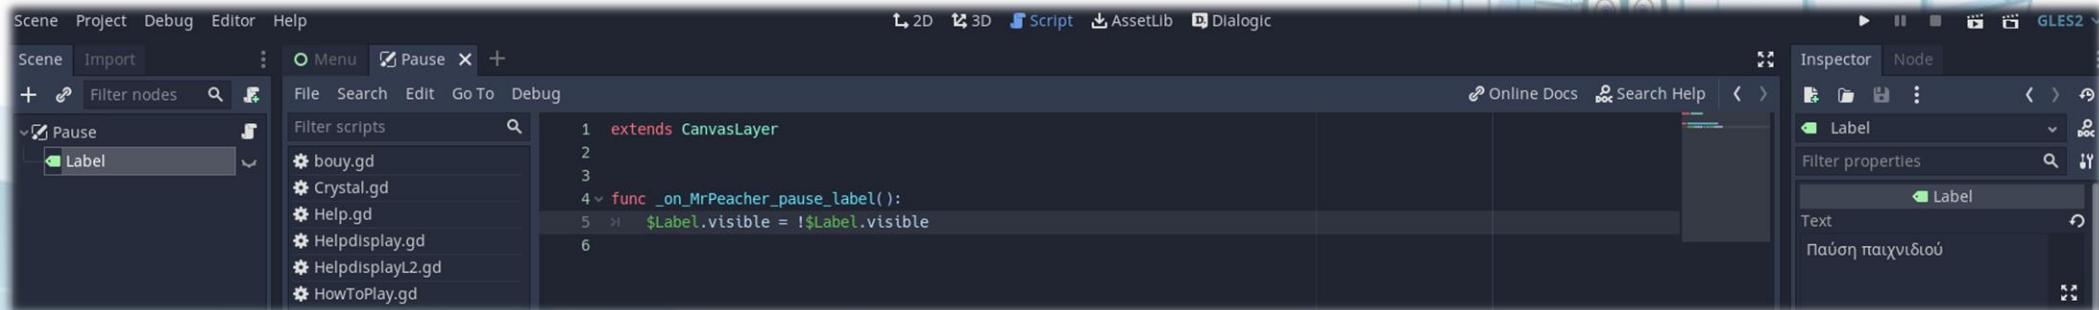 Scene Project Debug Editor Help 2D 3D Script AssetLib Dialogic GLES2
Scene Import Menu Pause Inspector Node
Filter nodes File Search Edit Go To Debug Online Docs Search Help
Pause Filter scripts 1 extends CanvasLayer Label
Label bouy.gd 2 Filter properties
Crystal.gd 3 Label
Help.gd 4 func _on_MrPeacher_pause_label(): Text
Helpdisplay.gd 5 $Label.visible = !$Label.visible Παύση παιχνιδιού
HelpdisplayL2.gd 6
HowToPlay.gd